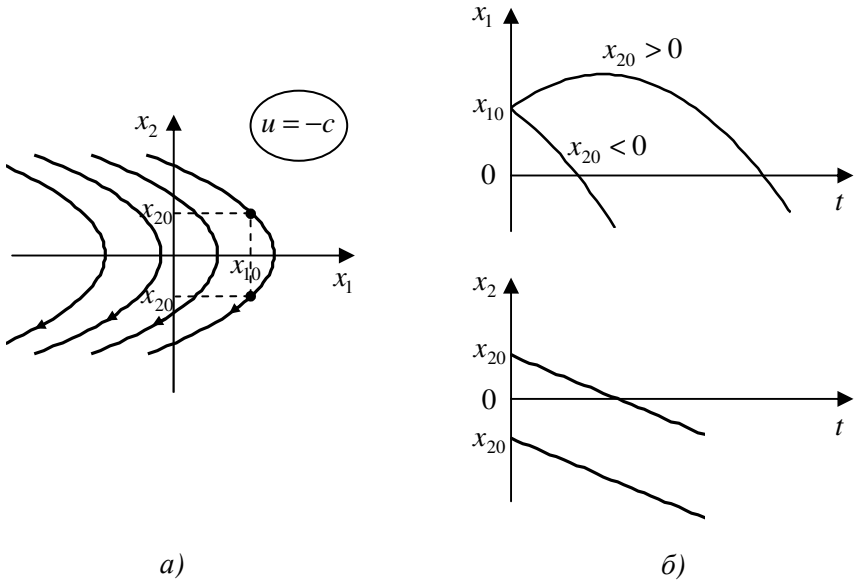 x₂
u = −c
x₂₀
x₁₀
x₁
x₂₀
а)
x₁
x₂₀ > 0
x₁₀
x₂₀ < 0
0
t
x₂
x₂₀
0
t
x₂₀
б)